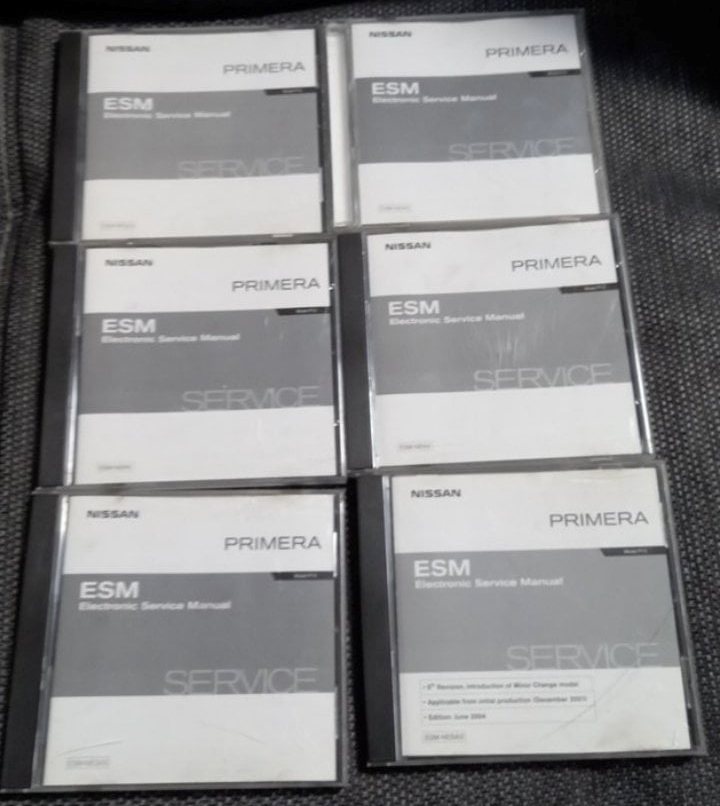 NISSAN
PRIMERA
ESM
Electronic Service Manual
SERVICE
NISSAN
PRIMERA
ESM
Electronic Service Manual
SERVICE
NISSAN
PRIMERA
ESM
Electronic Service Manual
SERVICE
NISSAN
PRIMERA
ESM
Electronic Service Manual
SERVICE
NISSAN
PRIMERA
ESM
Electronic Service Manual
SERVICE
NISSAN
PRIMERA
ESM
Electronic Service Manual
SERVICE
Revision, introduction of Minor Change model
• Applicable from initial production (December 2001)
• Edition: June 2004